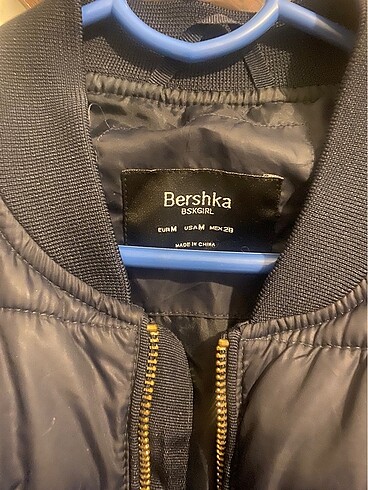 Bershka
BSKGIRL
EUR M USA M MEX 28
MADE IN CHINA